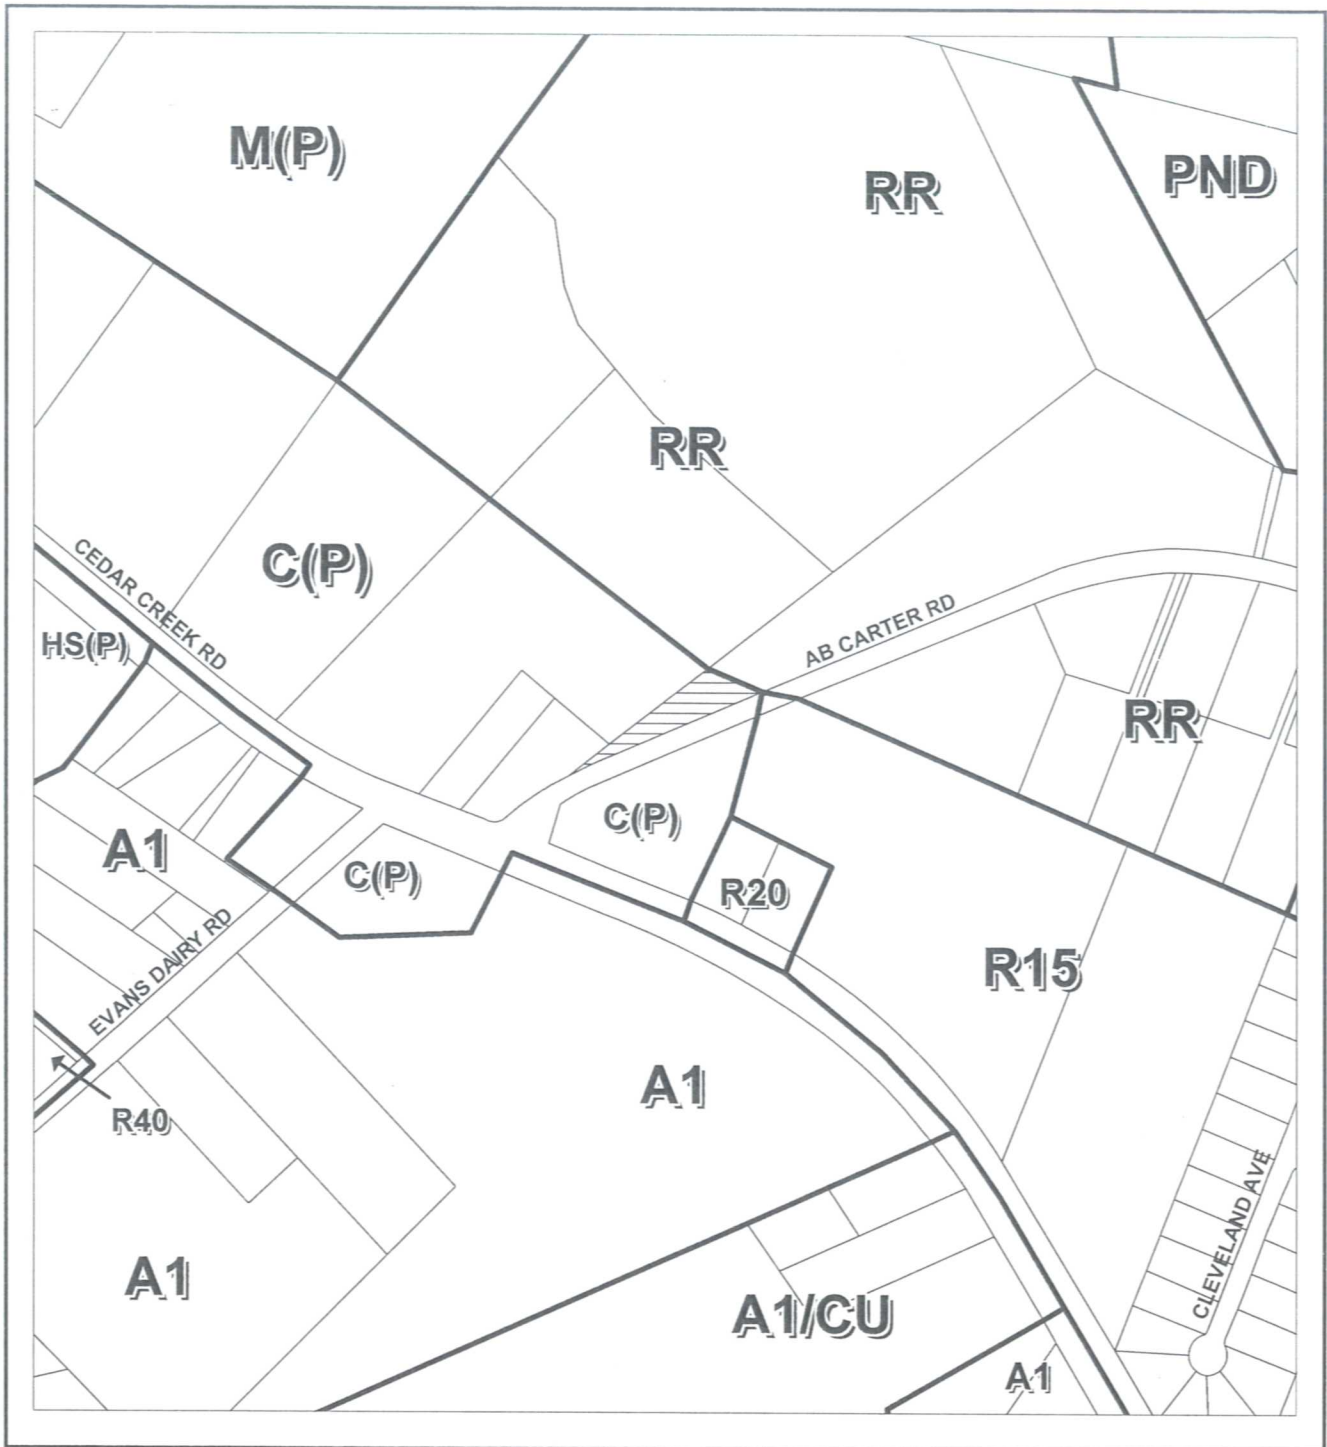 M(P)
RR
PND
RR
C(P)
CEDAR CREEK RD
AB CARTER RD
HS(P)
RR
C(P)
A1
C(P)
R20
EVANS DAIRY RD
R15
A1
R40
CLEVELAND AVE
A1
A1/CU
A1